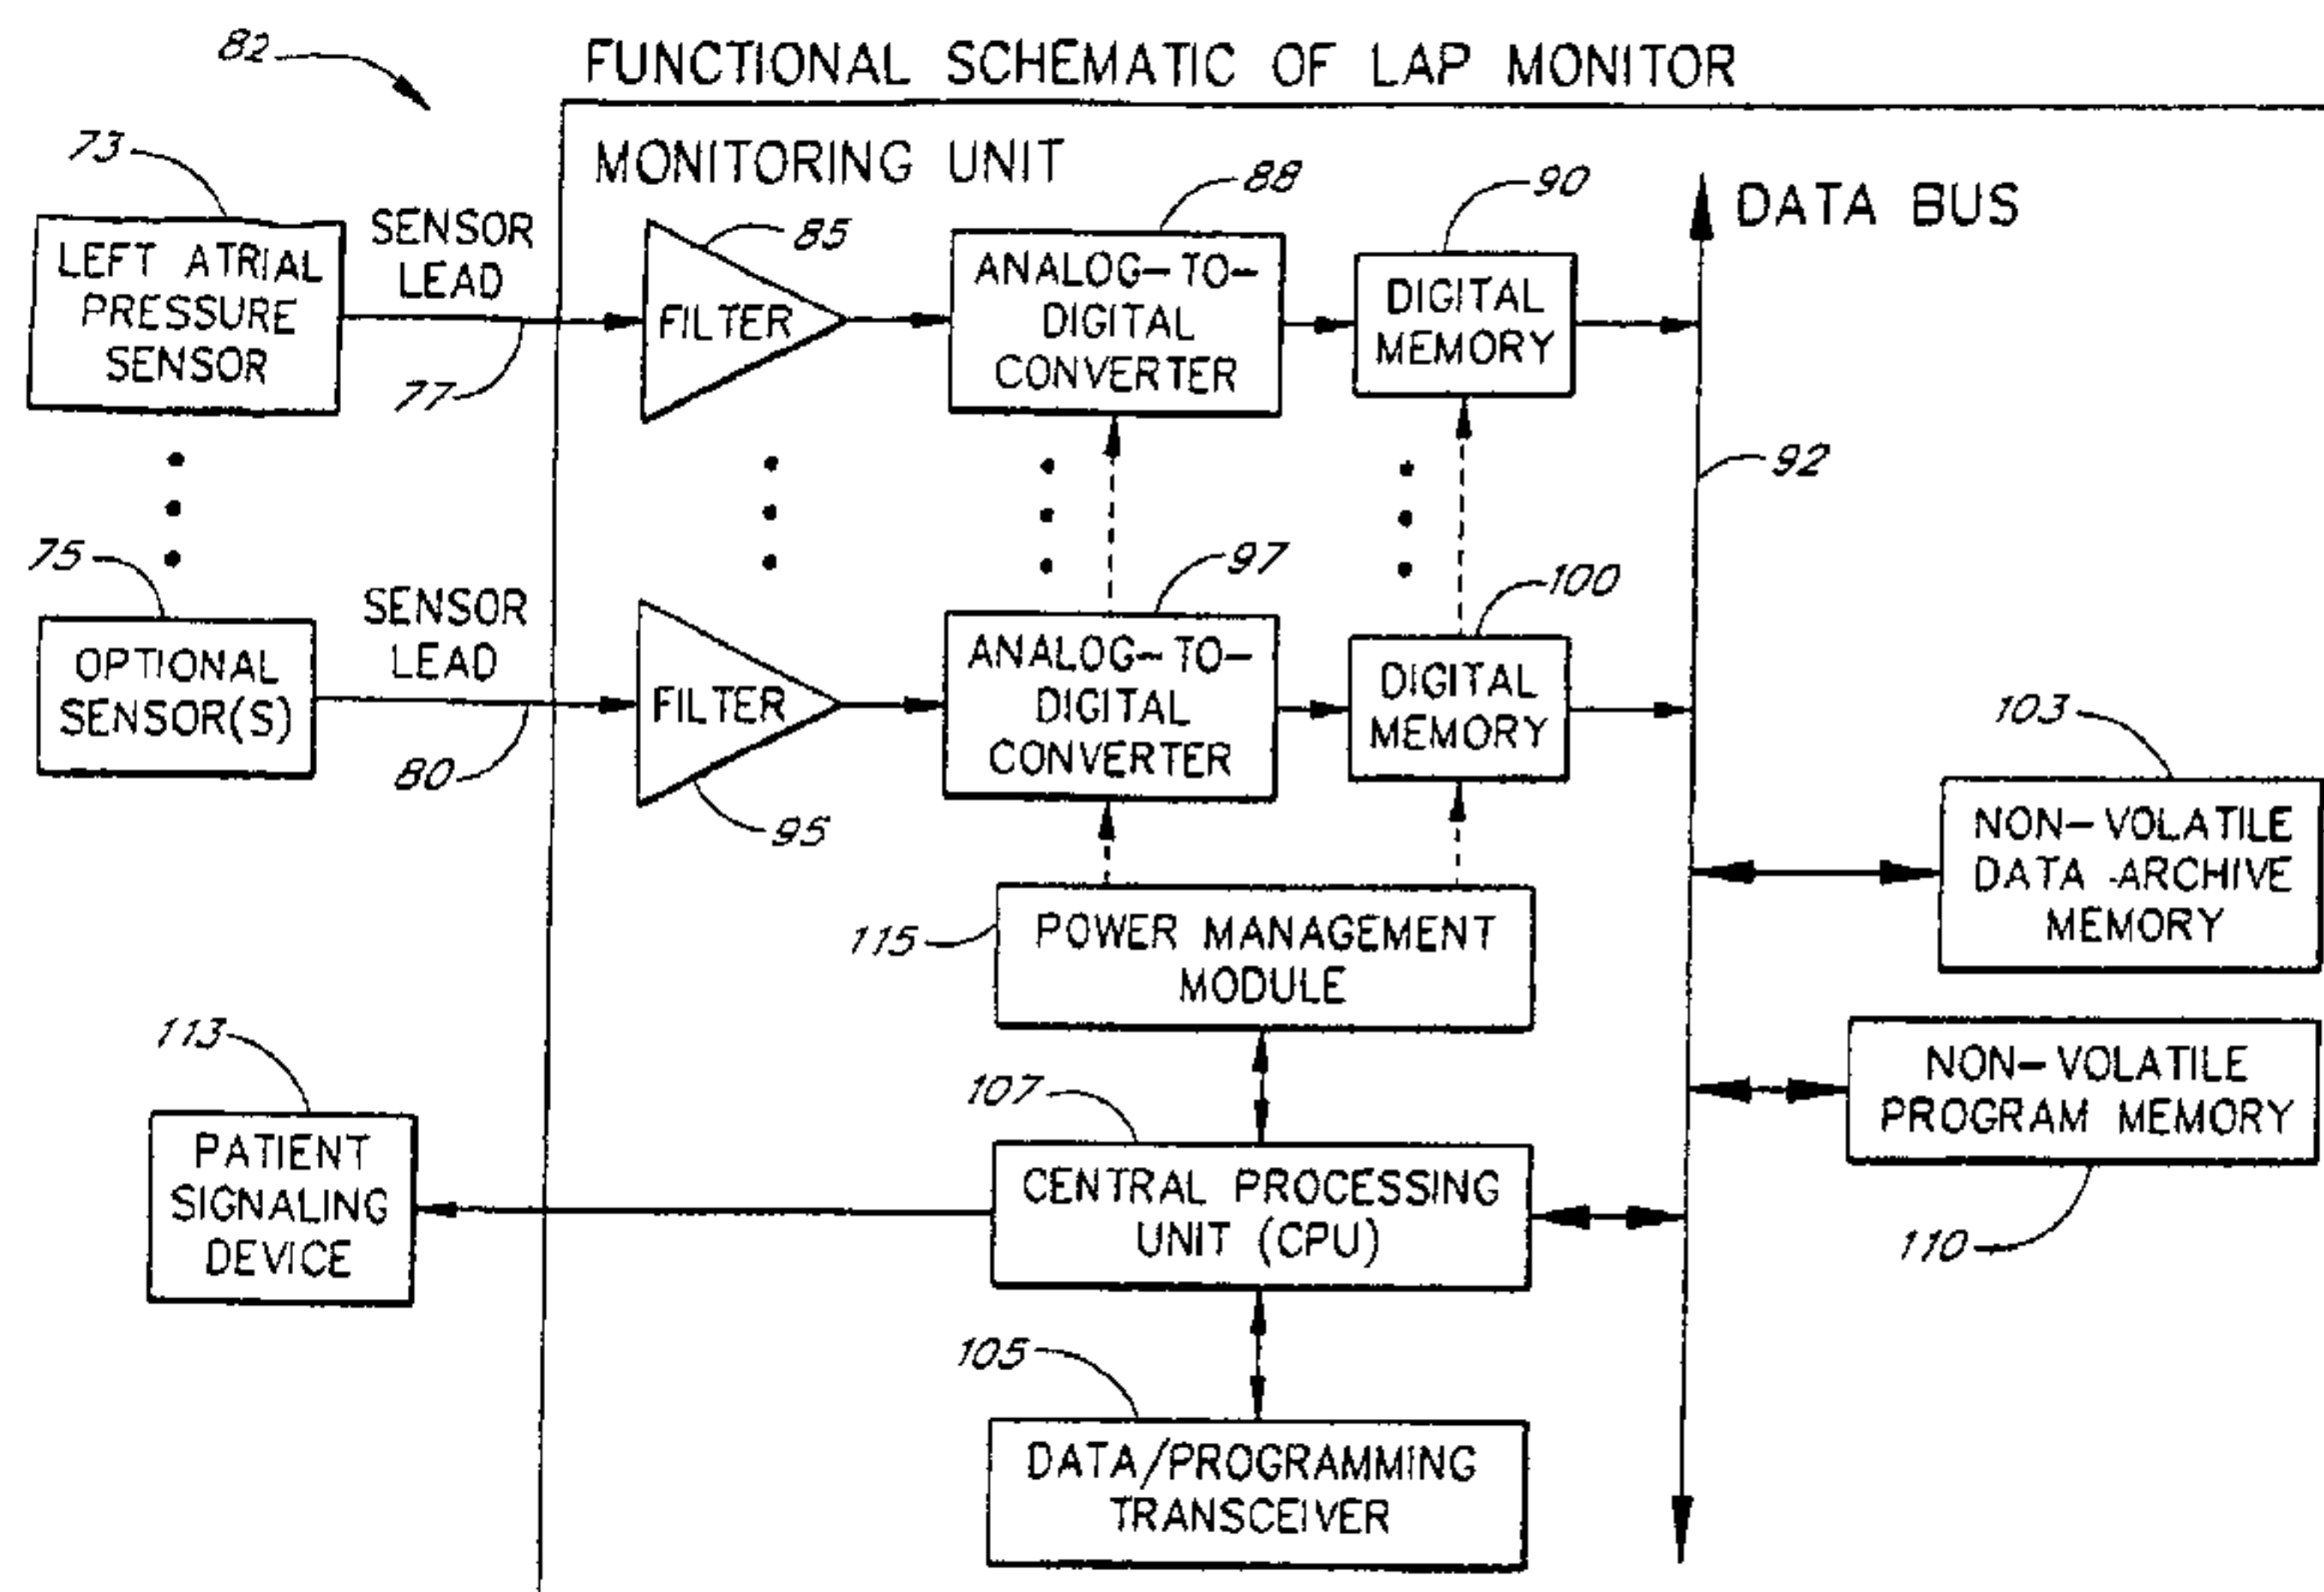 82
FUNCTIONAL SCHEMATIC OF LAP MONITOR
MONITORING UNIT
73
LEFT ATRIAL
PRESSURE
SENSOR
SENSOR
LEAD
77
85
FILTER
88
ANALOG-TO-
DIGITAL
CONVERTER
90
DIGITAL
MEMORY
DATA BUS
92
75
OPTIONAL
SENSOR(S)
SENSOR
LEAD
80
FILTER
95
97
ANALOG-TO-
DIGITAL
CONVERTER
100
DIGITAL
MEMORY
103
NON-VOLATILE
DATA-ARCHIVE
MEMORY
115
POWER MANAGEMENT
MODULE
113
PATIENT
SIGNALING
DEVICE
107
CENTRAL PROCESSING
UNIT (CPU)
NON-VOLATILE
PROGRAM MEMORY
110
105
DATA/PROGRAMMING
TRANSCEIVER